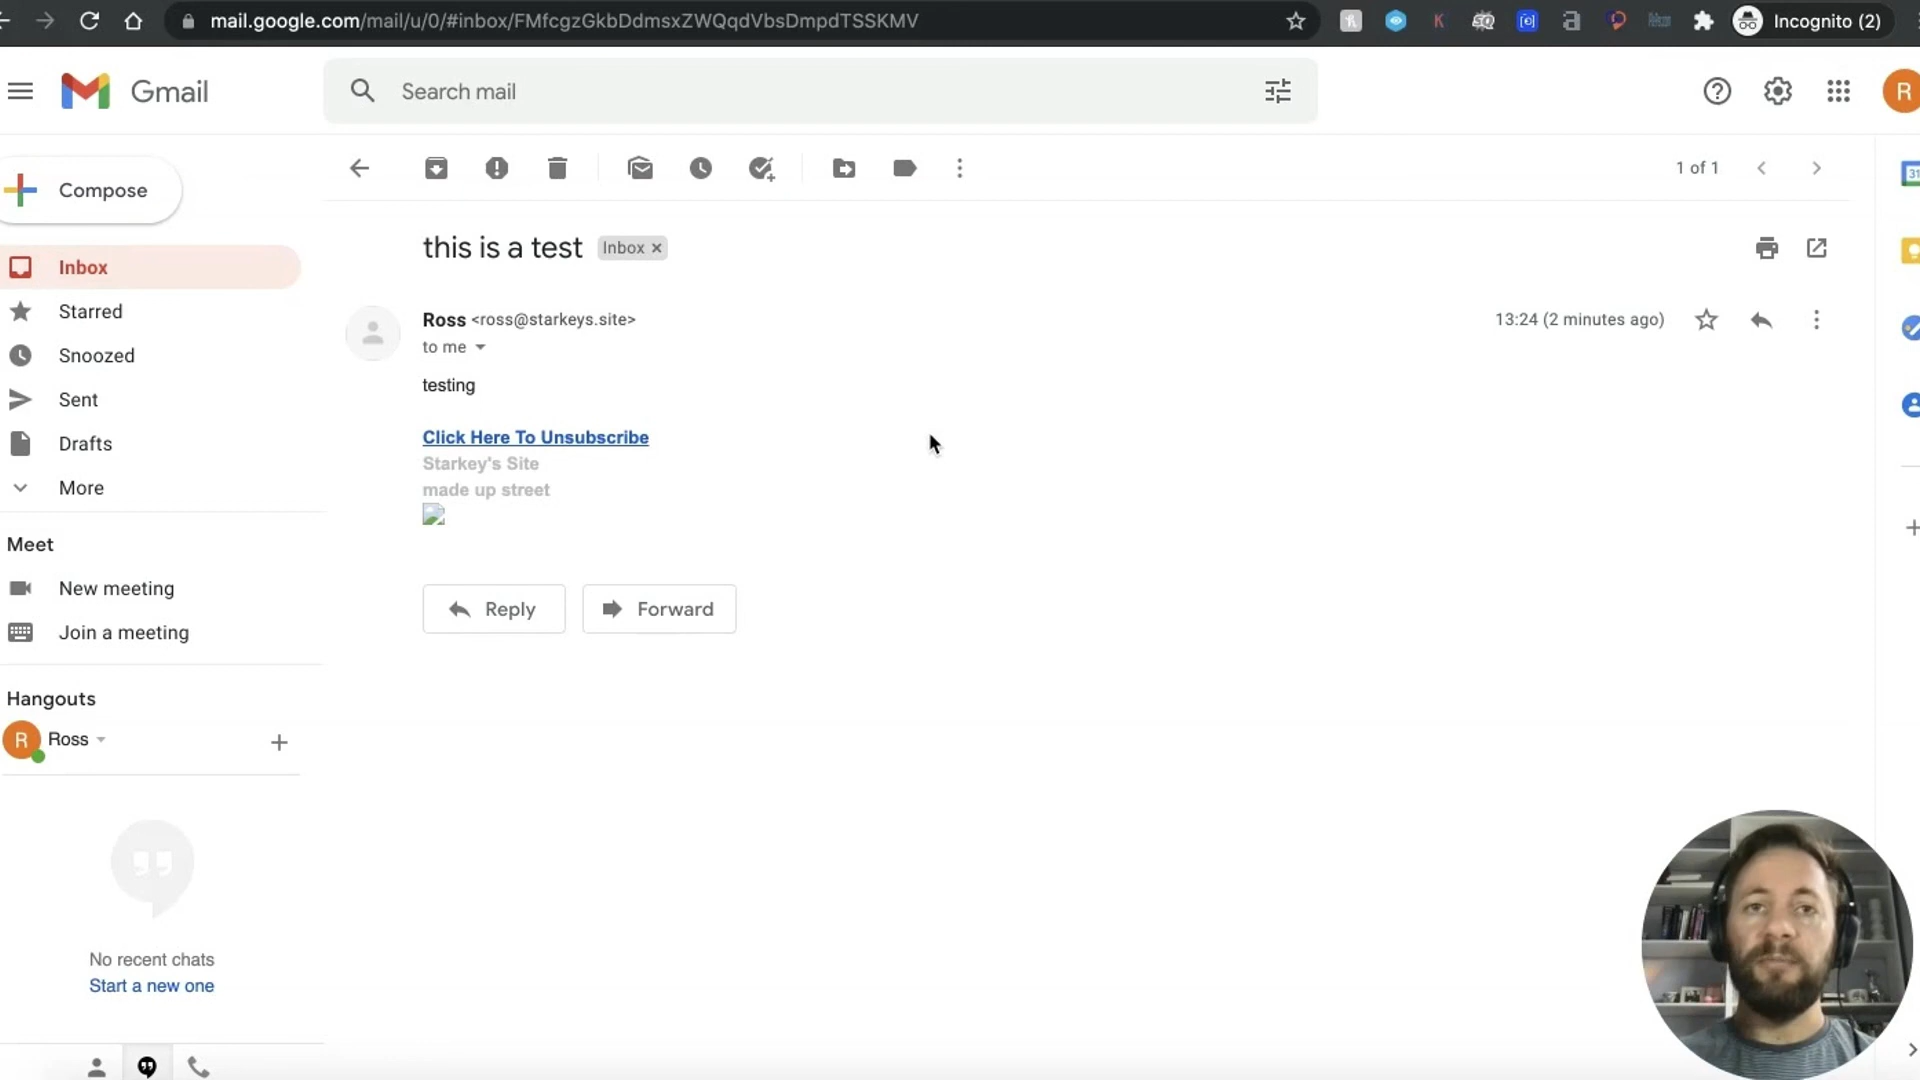 mail.google.com/mail/u/0/#inbox/FMfcgzGkbDdmsxZWQqdVbsDmpdTSSKMV
Incognito (2)
Gmail
Search mail
R
Compose
1 of 1
31
this is a test Inbox ×
Inbox
Starred
Snoozed
Sent
Drafts
More
Ross <ross@starkeys.site>
13:24 (2 minutes ago)
to me
testing
Click Here To Unsubscribe
Starkey's Site
made up street
Reply
Forward
Meet
New meeting
Join a meeting
Hangouts
R Ross
No recent chats
Start a new one